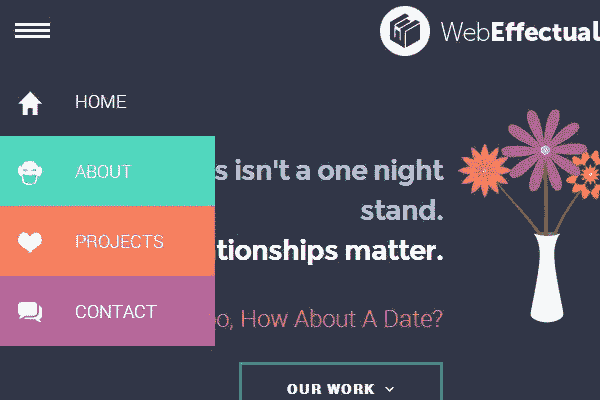 WebEffectual
HOME
ABOUT
PROJECTS
CONTACT
s isn't a one night
stand.
tionships matter.
o, How About A Date?
OUR WORK